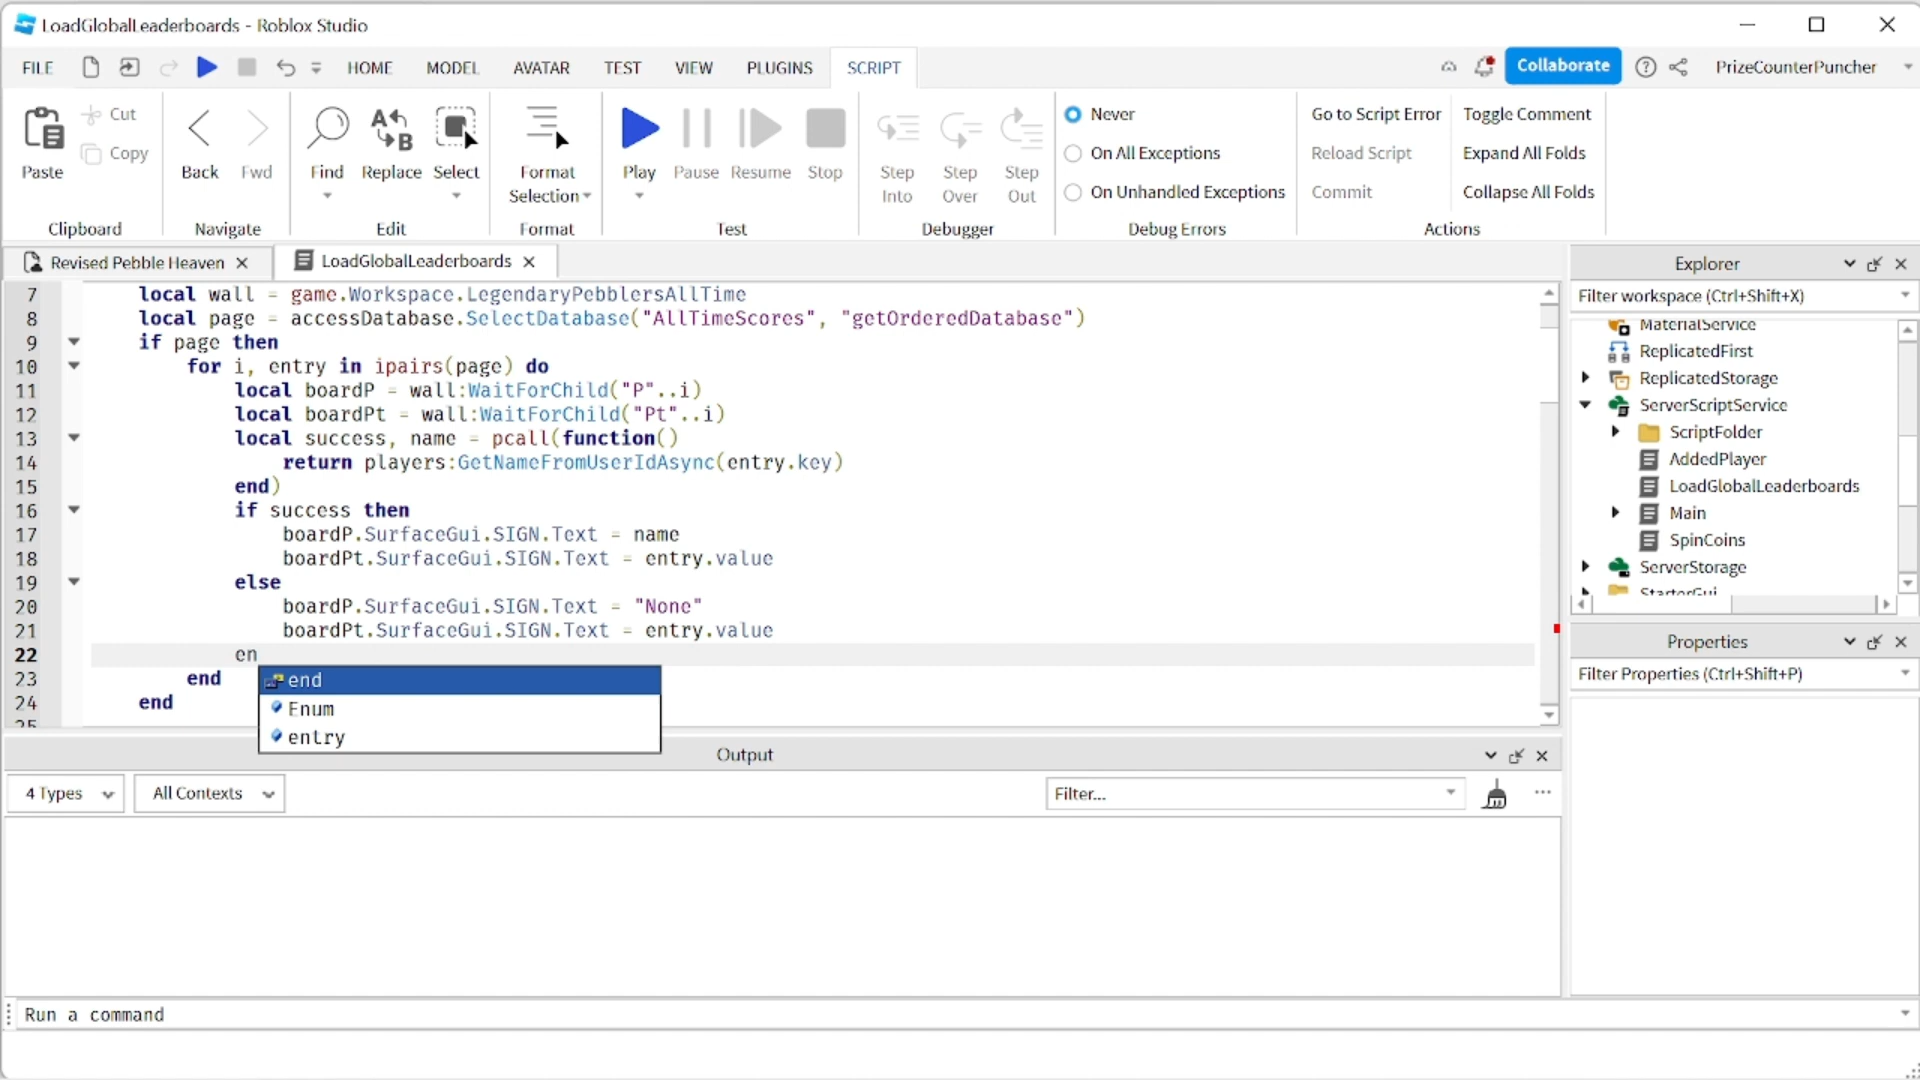 LoadGlobalLeaderboards - Roblox Studio
FILE HOME MODEL AVATAR TEST VIEW PLUGINS SCRIPT Collaborate PrizeCounterPuncher
Paste Cut Copy
Clipboard
Back Fwd
Navigate
Find Replace Select
Edit
Format Selection
Format
Play Pause Resume Stop
Test
Step Into Step Over Step Out
Debugger
Never
On All Exceptions
On Unhandled Exceptions
Debug Errors
Go to Script Error Toggle Comment
Reload Script Expand All Folds
Commit Collapse All Folds
Actions
Revised Pebble Heaven LoadGlobalLeaderboards
7 local wall = game.Workspace.LegendaryPebblersAllTime
8 local page = accessDatabase.SelectDatabase("AllTimeScores", "getOrderedDatabase")
9 if page then
10 for i, entry in ipairs(page) do
11 local boardP = wall:WaitForChild("P"..i)
12 local boardPt = wall:WaitForChild("Pt"..i)
13 local success, name = pcall(function()
14 return players:GetNameFromUserIdAsync(entry.key)
15 end)
16 if success then
17 boardP.SurfaceGui.SIGN.Text = name
18 boardPt.SurfaceGui.SIGN.Text = entry.value
19 else
20 boardP.SurfaceGui.SIGN.Text = "None"
21 boardPt.SurfaceGui.SIGN.Text = entry.value
22 en
23 end
24 end
25
end
Enum
entry
Explorer
Filter workspace (Ctrl+Shift+X)
MaterialService
ReplicatedFirst
ReplicatedStorage
ServerScriptService
ScriptFolder
AddedPlayer
LoadGlobalLeaderboards
Main
SpinCoins
ServerStorage
StarterGui
Properties
Filter Properties (Ctrl+Shift+P)
Output
4 Types All Contexts Filter...
Run a command